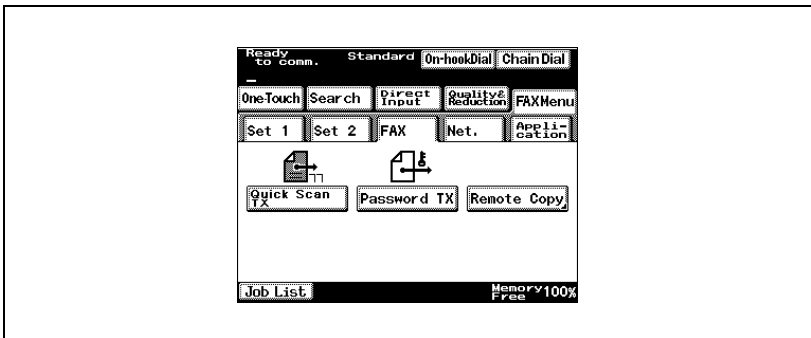 Ready to comm. Standard On-hookDial Chain Dial
One-Touch Search Direct Input Quality& Reduction FAXMenu
Set 1 Set 2 FAX Net. Appli- cation
Quick Scan TX Password TX Remote Copy
Job List Memory Free 100%